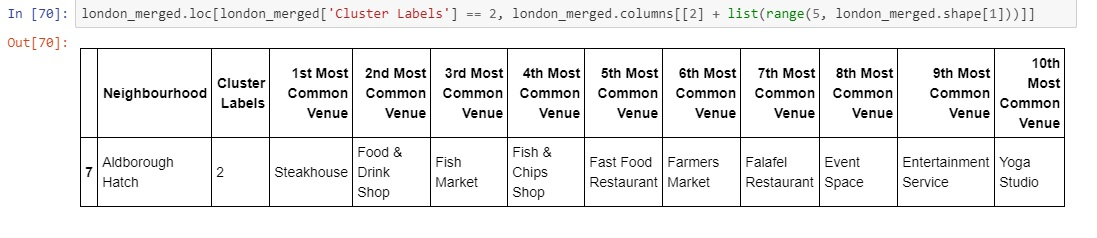 In [70]: london_merged.loc[london_merged['Cluster Labels'] == 2, london_merged.columns[[2] + list(range(5, london_merged.shape[1]))]]
Out[70]:
Neighbourhood Cluster Labels 1st Most Common Venue 2nd Most Common Venue 3rd Most Common Venue 4th Most Common Venue 5th Most Common Venue 6th Most Common Venue 7th Most Common Venue 8th Most Common Venue 9th Most Common Venue 10th Most Common Venue
7 Aldborough Hatch 2 Steakhouse Food & Drink Shop Fish Market Fish & Chips Shop Fast Food Restaurant Farmers Market Falafel Restaurant Event Space Entertainment Service Yoga Studio